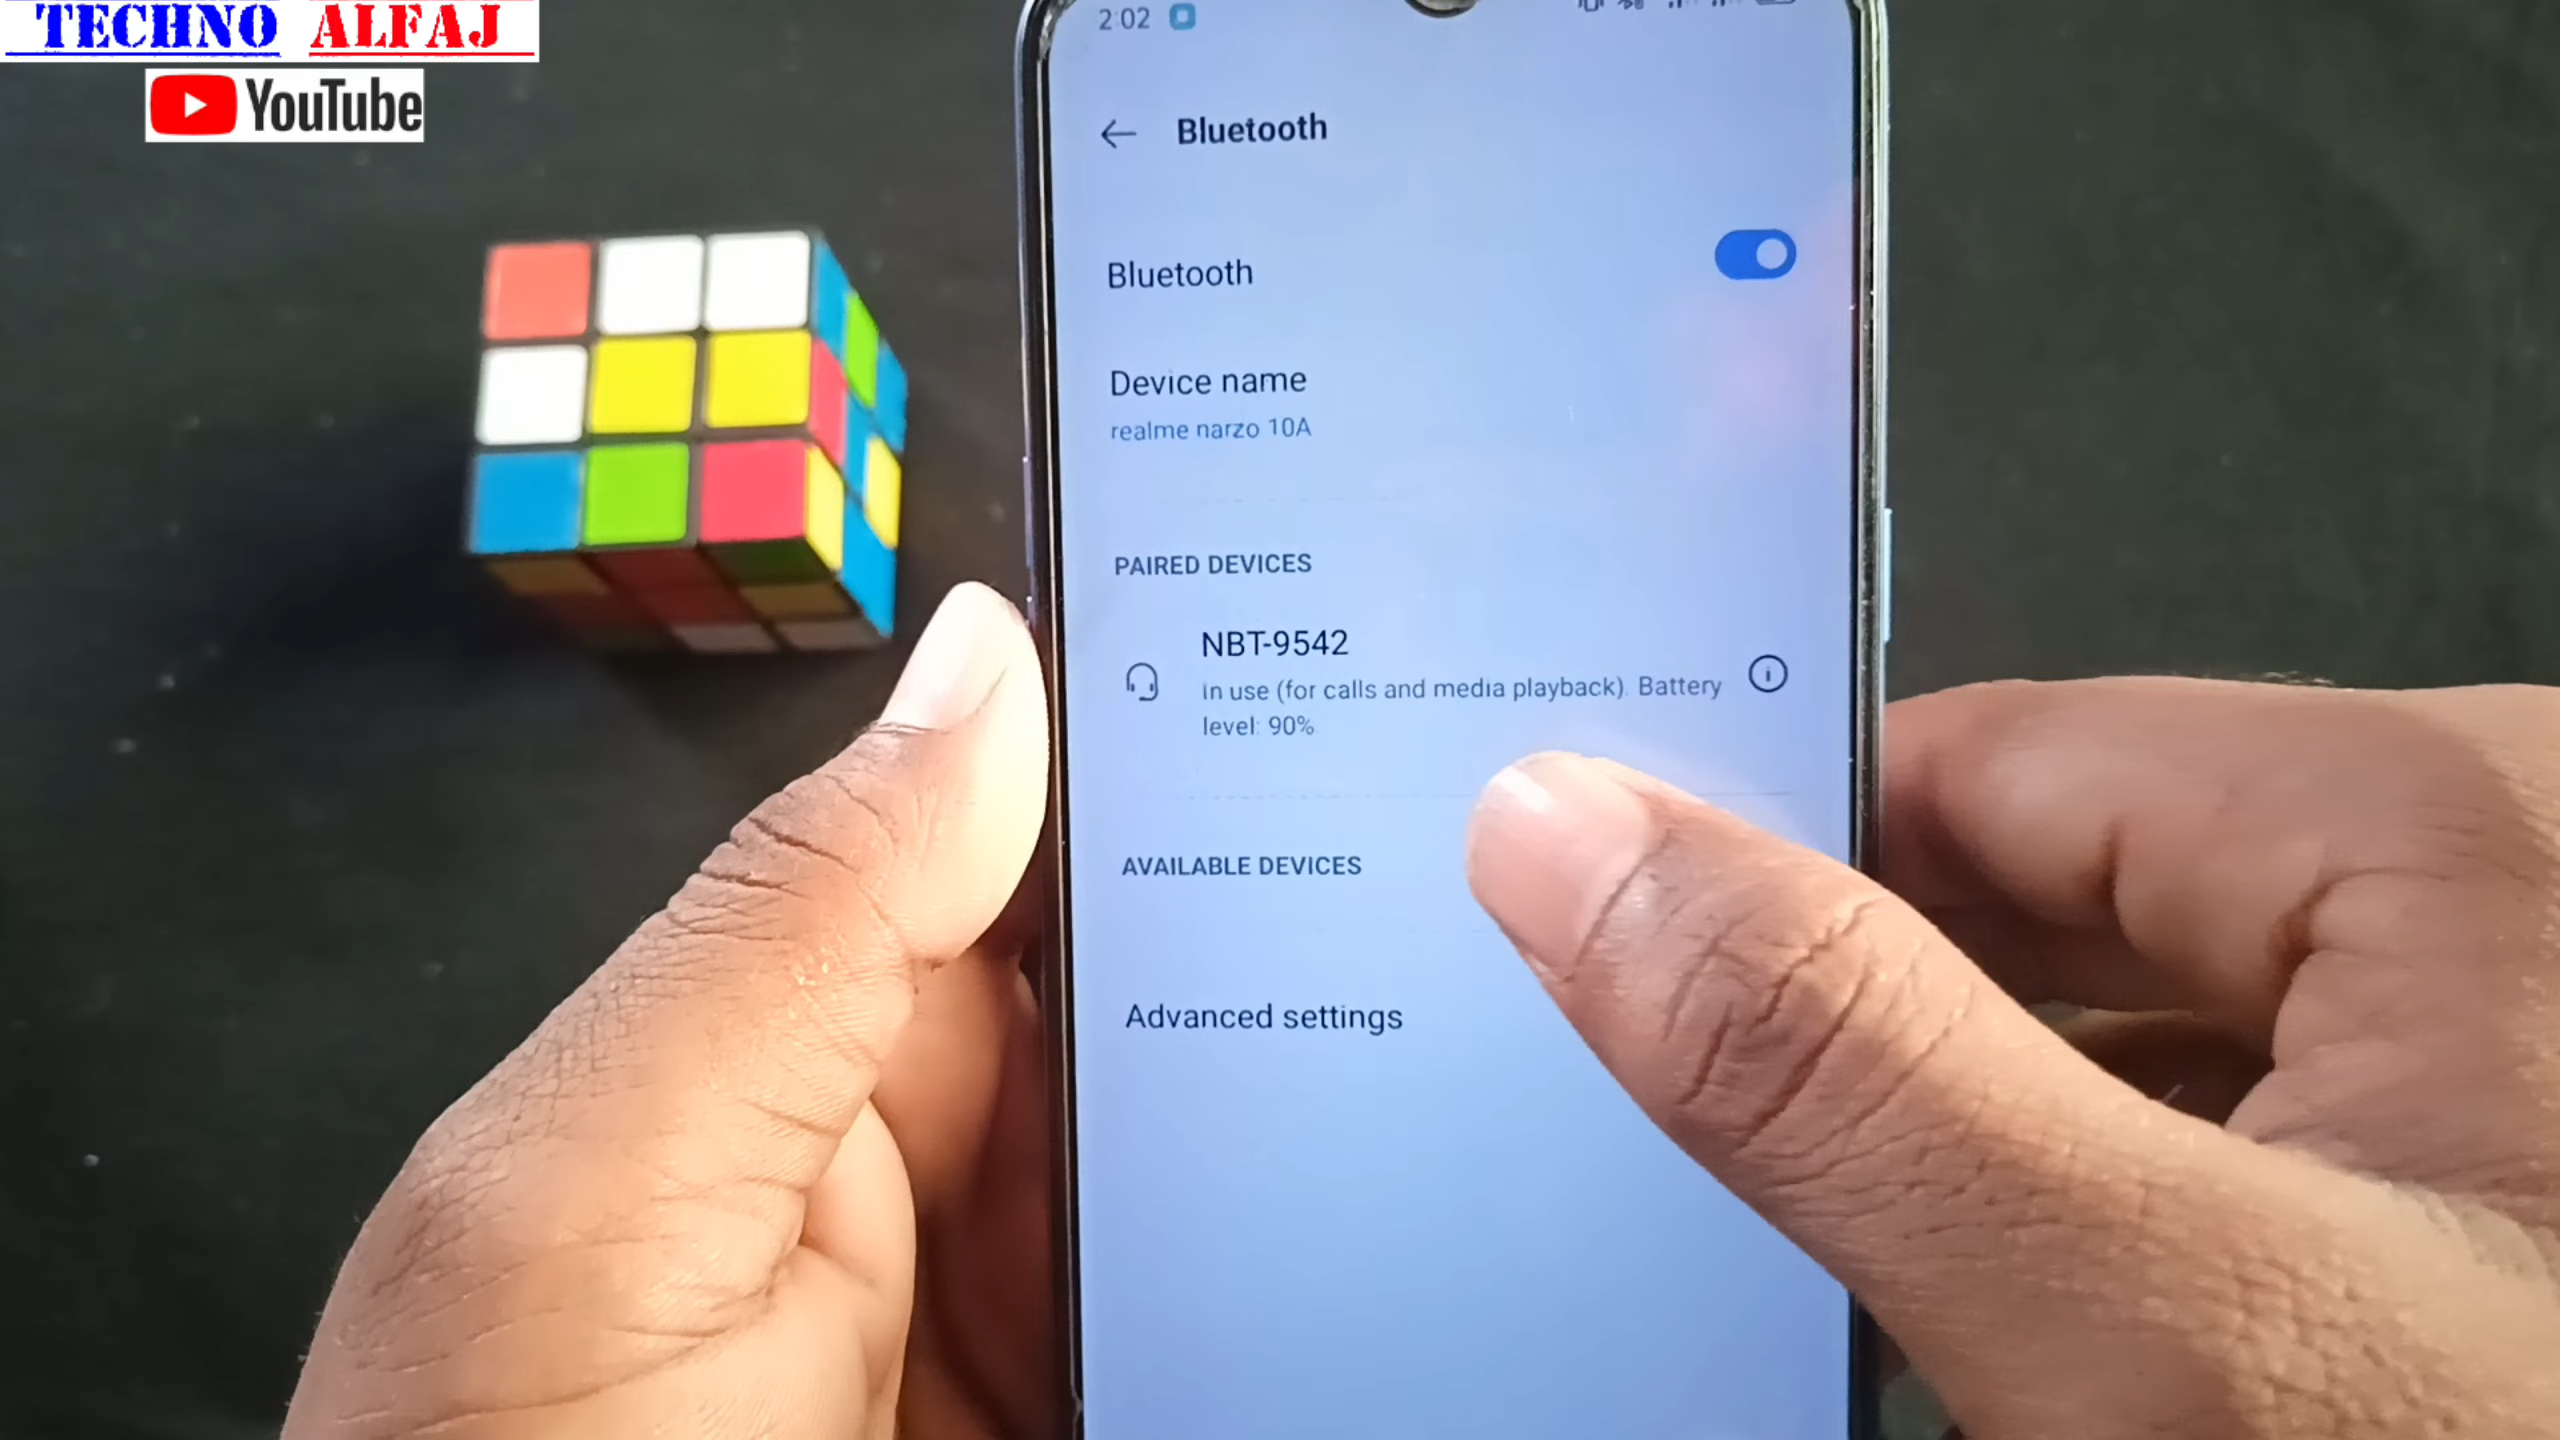 TECHNO ALFAJ
YouTube
2:02
Bluetooth
Bluetooth
Device name
realme narzo 10A
PAIRED DEVICES
NBT-9542
in use (for calls and media playback). Battery
level: 90%
AVAILABLE DEVICES
Advanced settings